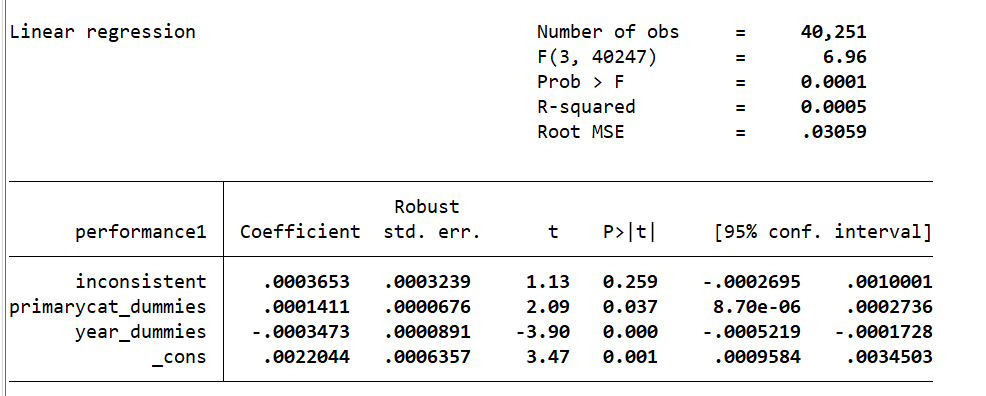 Linear regression Number of obs = 40,251
F(3, 40247) = 6.96
Prob > F = 0.0001
R-squared = 0.0005
Root MSE = .03059
Robust
performance1 Coefficient std. err. t P>|t| [95% conf. interval]
inconsistent .0003653 .0003239 1.13 0.259 -.0002695 .0010001
primarycat_dummies .0001411 .0000676 2.09 0.037 8.70e-06 .0002736
year_dummies -.0003473 .0000891 -3.90 0.000 -.0005219 -.0001728
_cons .0022044 .0006357 3.47 0.001 .0009584 .0034503